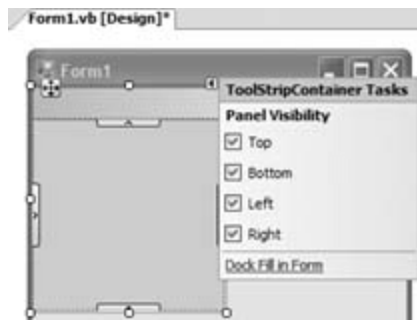 Form1.vb [Design]*
Form1
ToolStripContainer Tasks
Panel Visibility
Top
Bottom
Left
Right
Dock Fill in Form